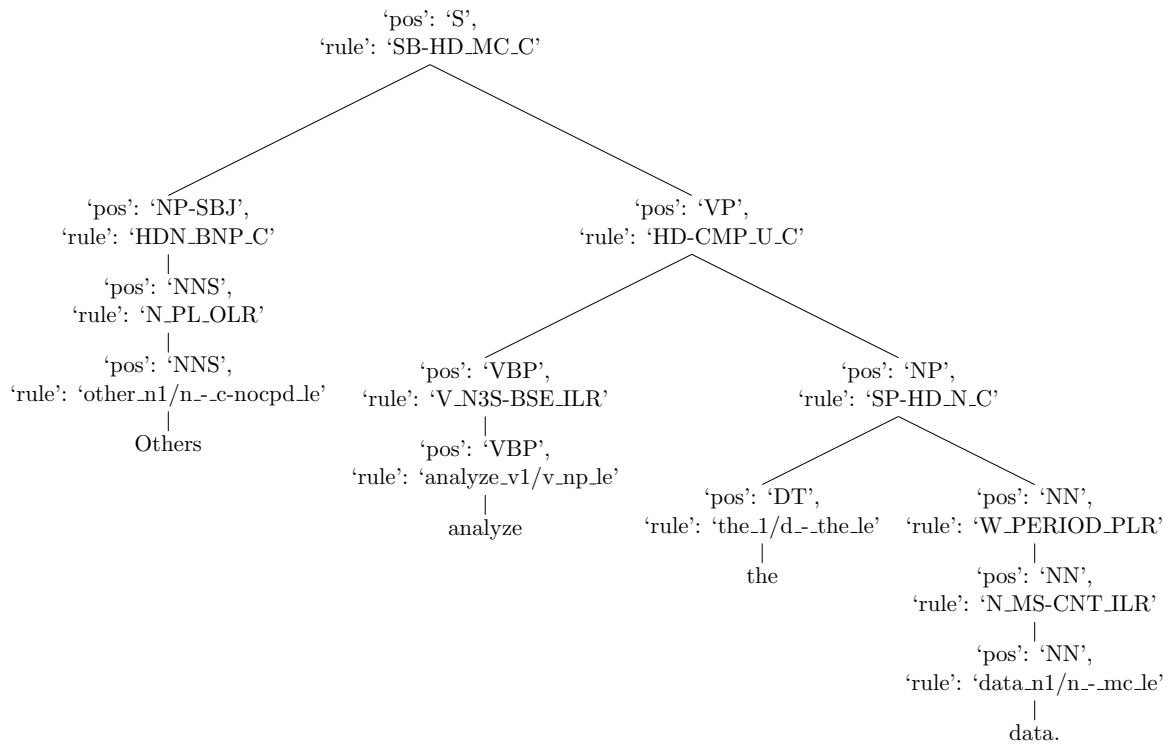 ‘pos’: ‘S’,
‘rule’: ‘SB-HD_MC_C’
‘pos’: ‘NP-SBJ’,
‘rule’: ‘HDN_BNP_C’
‘pos’: ‘NNS’,
‘rule’: ‘N_PL_OLR’
‘pos’: ‘NNS’,
‘rule’: ‘other_n1/n_-_c-nocpd_le’
Others
‘pos’: ‘VP’,
‘rule’: ‘HD-CMP_U_C’
‘pos’: ‘VBP’,
‘rule’: ‘V_N3S-BSE_ILR’
‘pos’: ‘VBP’,
‘rule’: ‘analyze_v1/v_np_le’
analyze
‘pos’: ‘NP’,
‘rule’: ‘SP-HD_N_C’
‘pos’: ‘DT’,
‘rule’: ‘the_1/d_-_the_le’
the
‘pos’: ‘NN’,
‘rule’: ‘W_PERIOD_PLR’
‘pos’: ‘NN’,
‘rule’: ‘N_MS-CNT_ILR’
‘pos’: ‘NN’,
‘rule’: ‘data_n1/n_-_mc_le’
data.